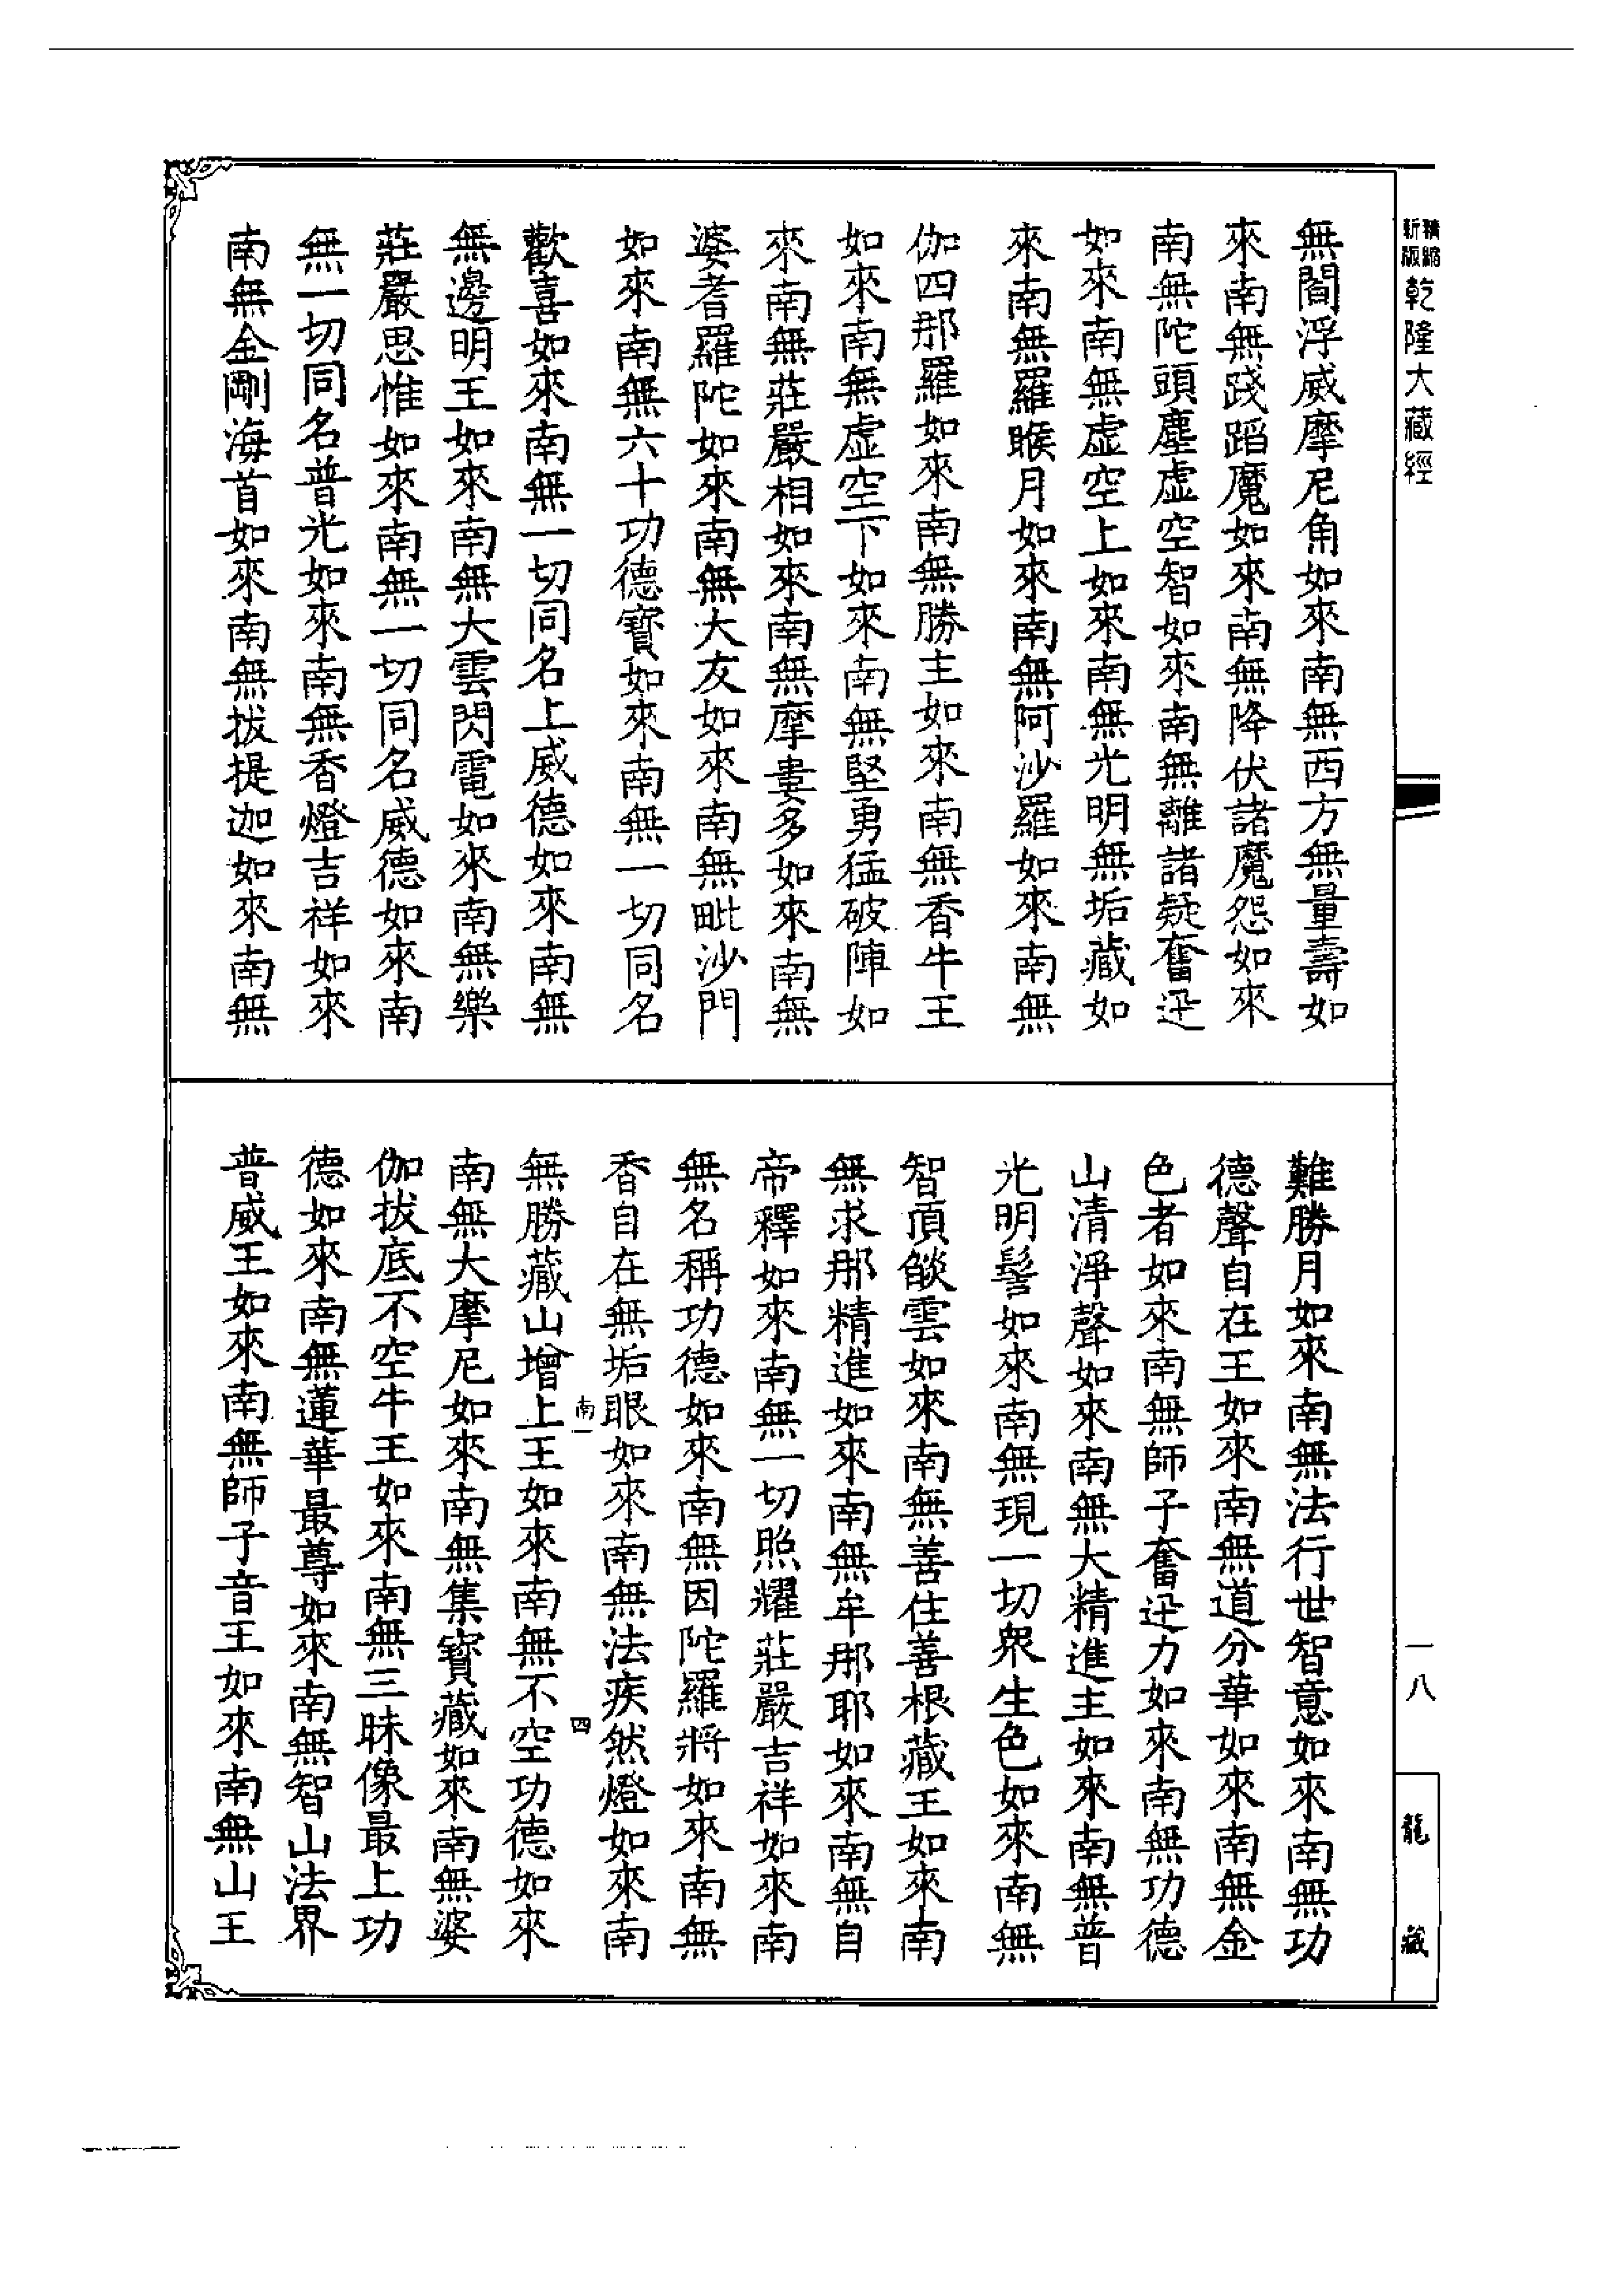 新版精縮乾隆大藏經
無閻浮威摩尼角如來南無西方無量壽如
來南無踐蹈魔如來南無降伏諸魔怨如來
南無陀頭塵虛空智如來南無離諸疑奮迅
如來南無虛空上如來南無光明無垢藏如
來南無羅睺月如來南無阿沙羅如來南無
伽四那羅如來南無勝主如來南無香牛王
如來南無虛空下如來南無堅勇猛破陣如
來南無莊嚴相如來南無摩婁多如來南無
婆耆羅陀如來南無大友如來南無毗沙門
如來南無六十功德寶如來南無一切同名
歡喜如來南無一切同名上威德如來南無
無邊明王如來南無大雲閃電如來南無樂
莊嚴思惟如來南無一切同名威德如來南
無一切同名普光如來南無香燈吉祥如來
南無金剛海首如來南無拔提迦如來南無
難勝月如來南無法行世智意如來南無功
德聲自在王如來南無道分華如來南無金
色者如來南無師子奮迅力如來南無功德
山清淨聲如來南無大精進主如來南無普
光明髻如來南無現一切衆生色如來南無
智頂燄雲如來南無善住善根藏王如來南
無求那精進如來南無牟那耶如來南無自
帝釋如來南無一切照耀莊嚴吉祥如來南
無名稱功德如來南無因陀羅將如來南無
香自在無垢眼如來南無法疾然燈如來南
南一 四
無勝藏山增上王如來南無不空功德如來
南無大摩尼如來南無集寶藏如來南無婆
伽拔底不空牛王如來南無三昧像最上功
德如來南無蓮華最尊如來南無智山法界
普威王如來南無師子音王如來南無山王
一八
龍藏